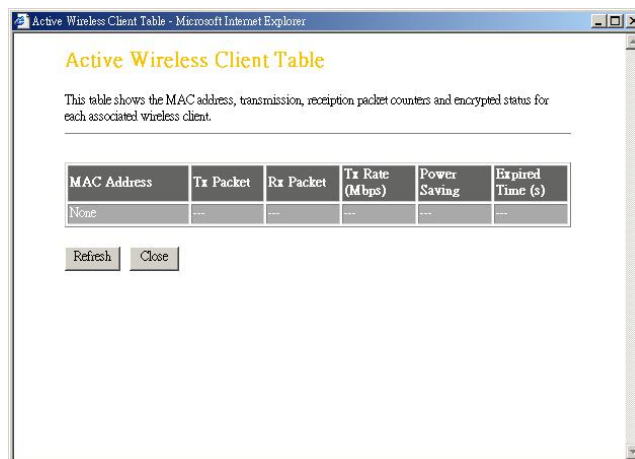 Active Wireless Client Table - Microsoft Internet Explorer
Active Wireless Client Table
This table shows the MAC address, transmission, receiption packet counters and encrypted status for
each associated wireless client.
MAC Address Tx Packet Rx Packet Tx Rate (Mbps) Power Saving Expired Time (s)
None --- --- --- --- ---
Refresh Close